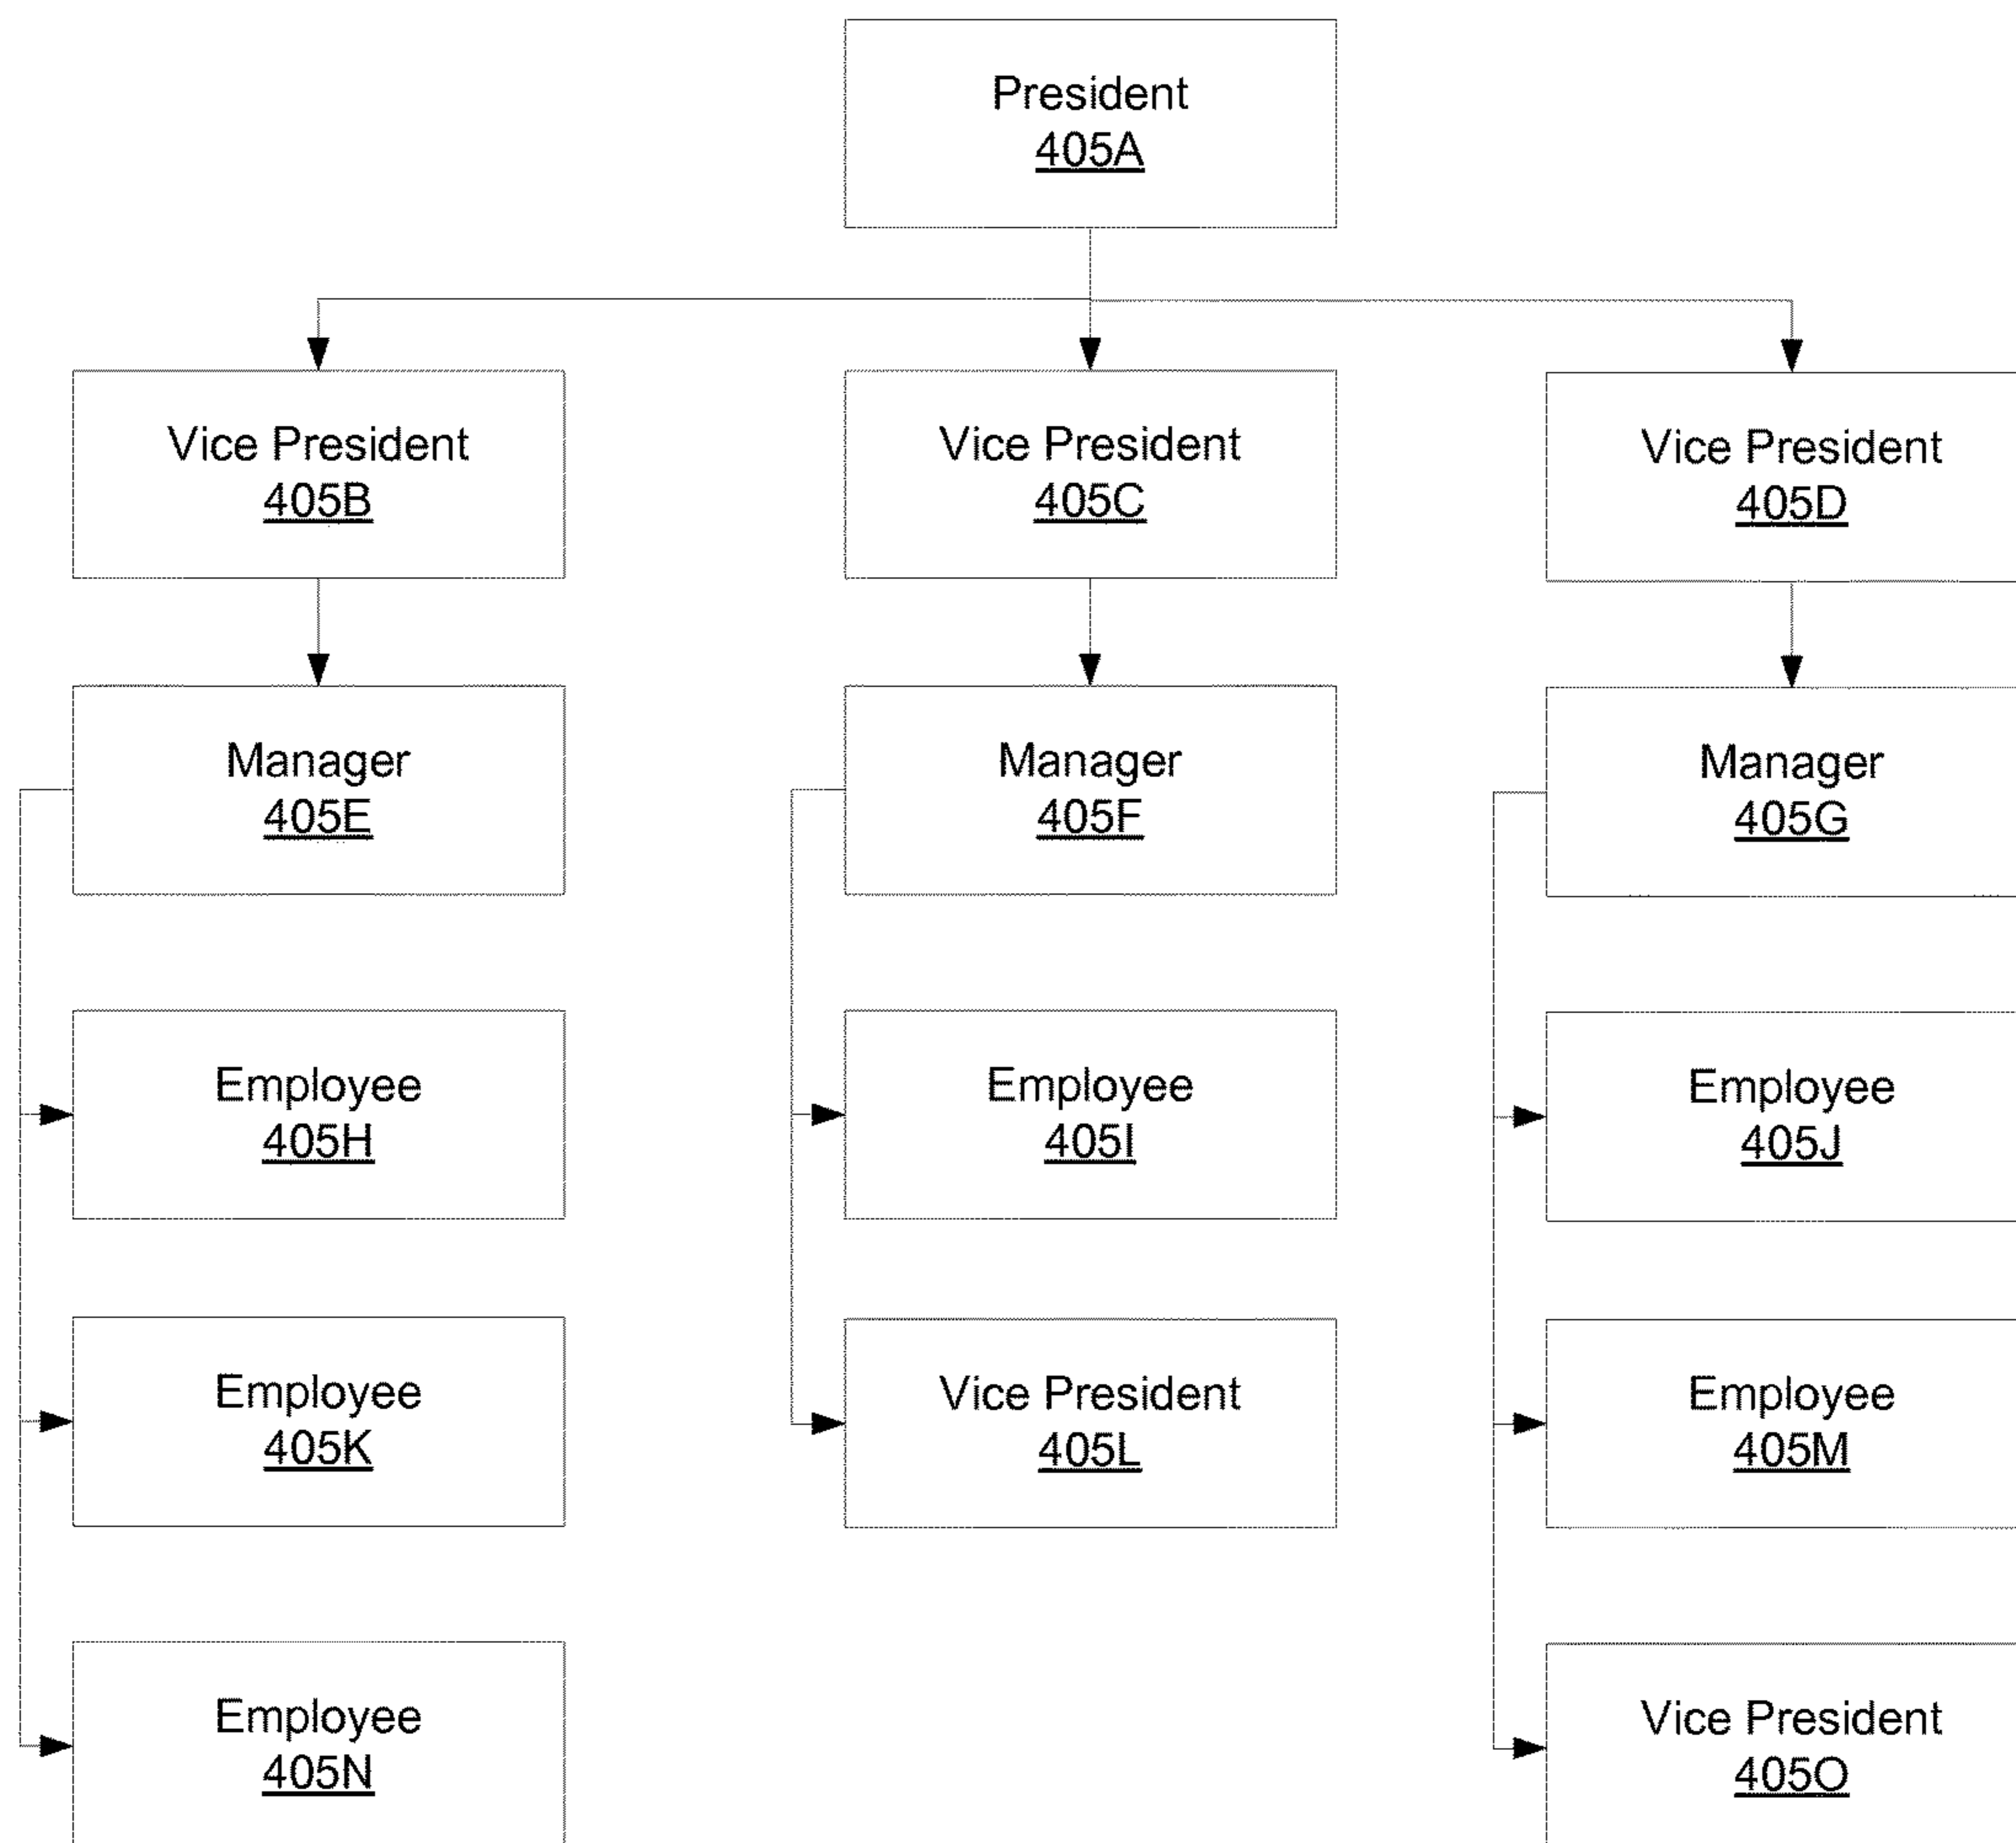 President
405A
Vice President
405B
Vice President
405C
Vice President
405D
Manager
405E
Manager
405F
Manager
405G
Employee
405H
Employee
405I
Employee
405J
Employee
405K
Vice President
405L
Employee
405M
Employee
405N
Vice President
405O